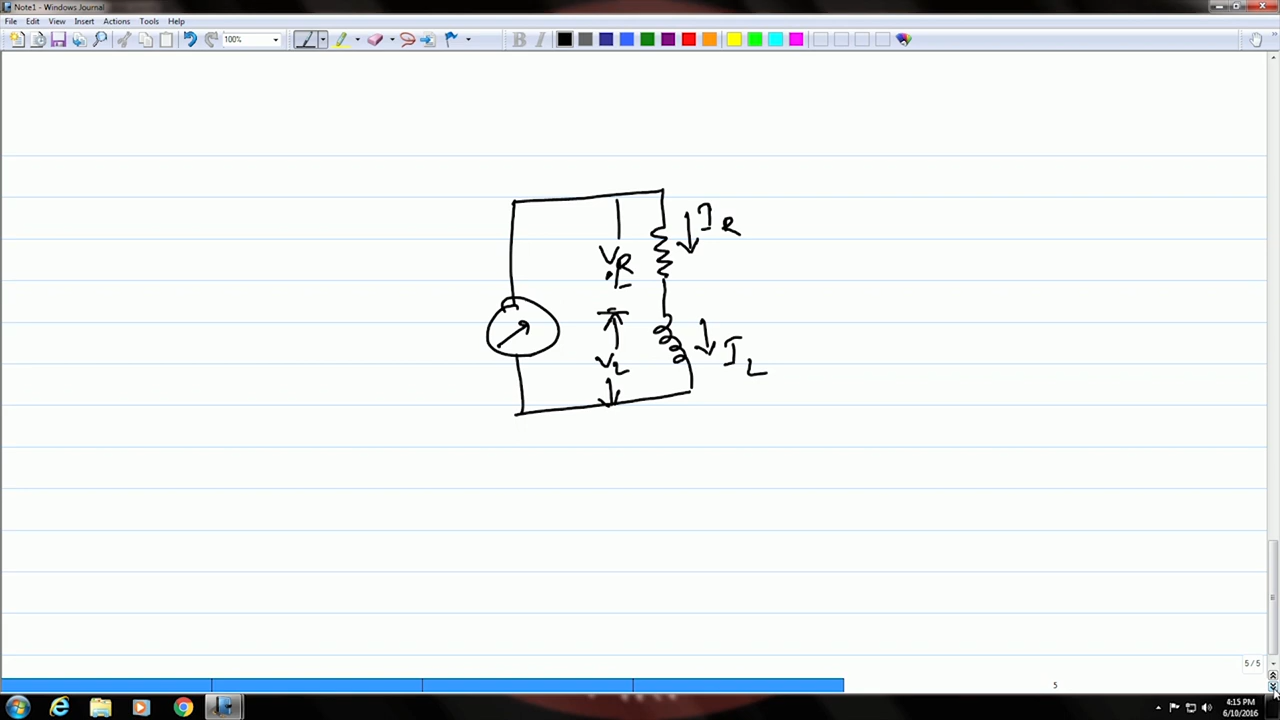 Note1 - Windows Journal
File Edit View Insert Actions Tools Help
100%
B I
I R
V R
V L
I L
5 / 5
5
4:15 PM
6/10/2016